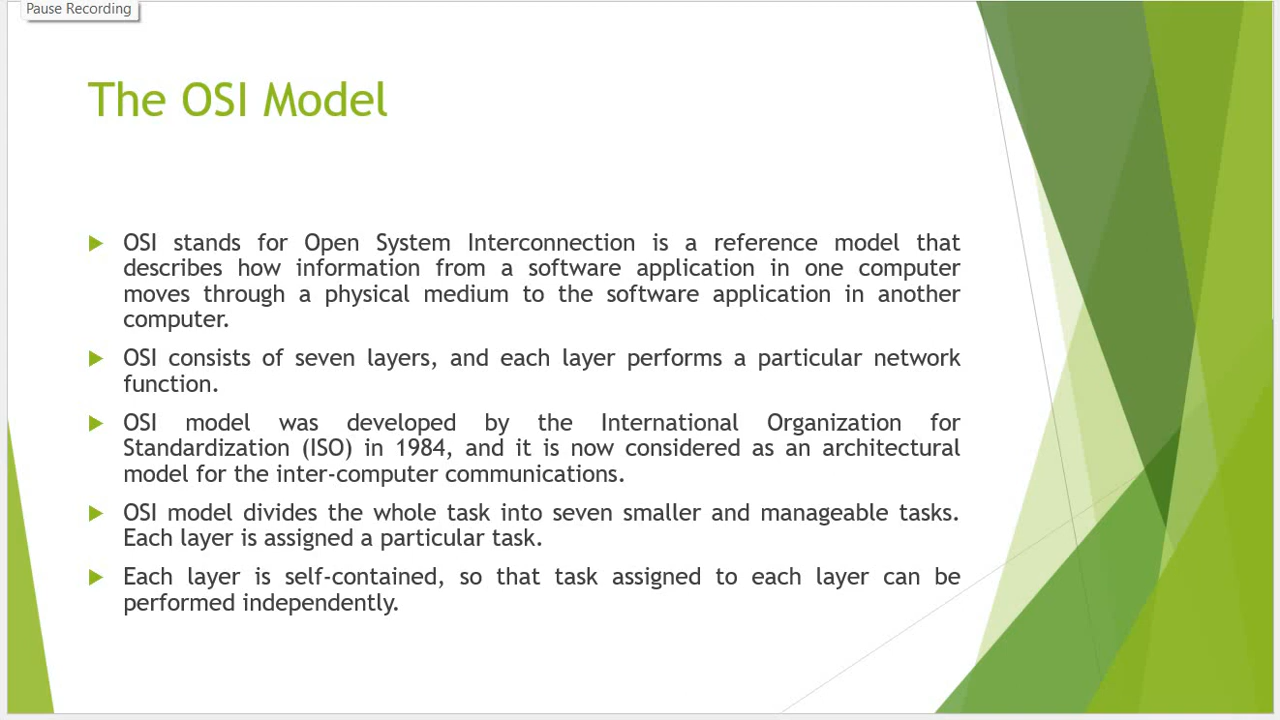 Pause Recording
The OSI Model
OSI stands for Open System Interconnection is a reference model that
describes how information from a software application in one computer
moves through a physical medium to the software application in another
computer.
OSI consists of seven layers, and each layer performs a particular network
function.
OSI model was developed by the International Organization for
Standardization (ISO) in 1984, and it is now considered as an architectural
model for the inter-computer communications.
OSI model divides the whole task into seven smaller and manageable tasks.
Each layer is assigned a particular task.
Each layer is self-contained, so that task assigned to each layer can be
performed independently.